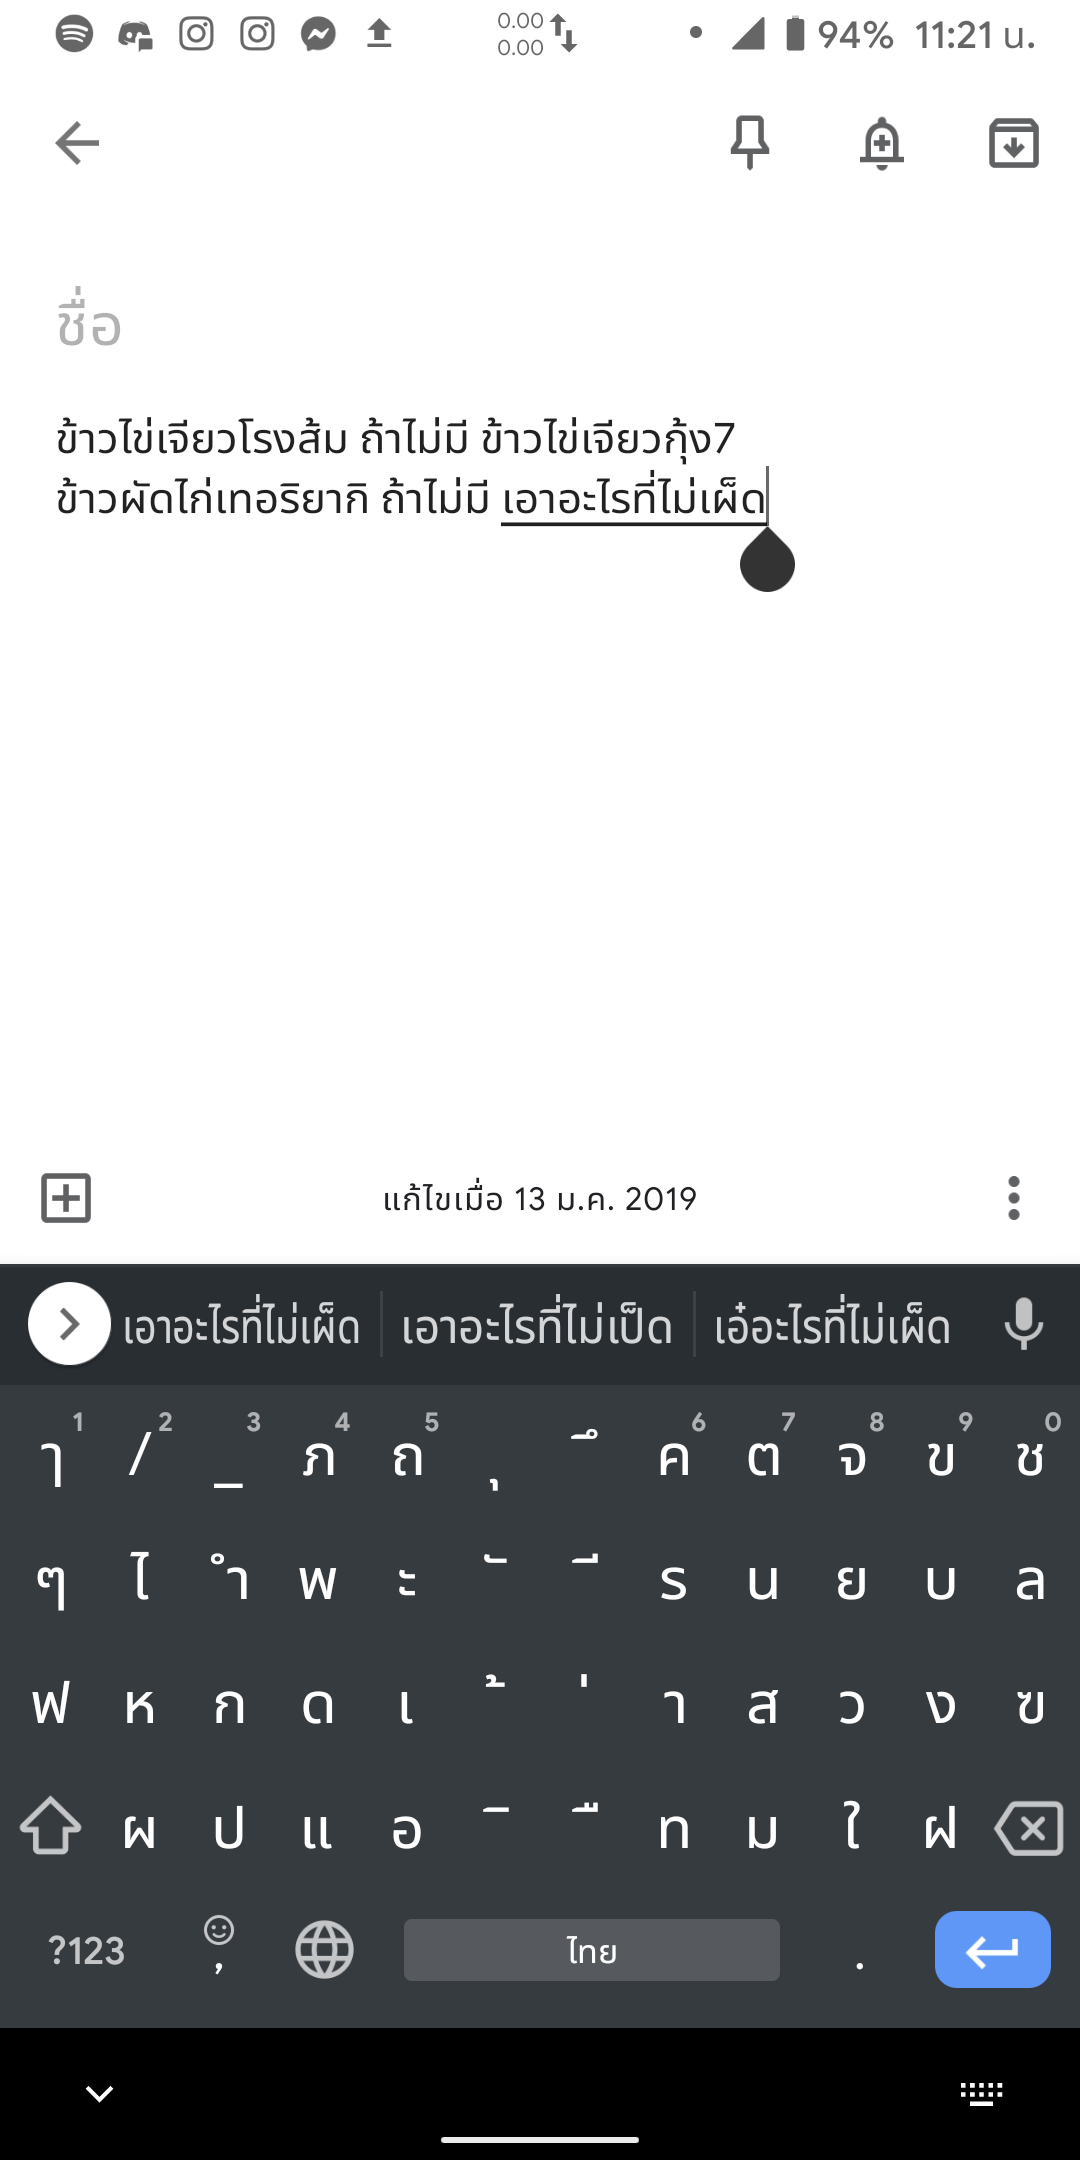 0.00
0.00
94% 11:21 น.
ชื่อ
ข้าวไข่เจียวโรงส้ม ถ้าไม่มี ข้าวไข่เจียวกุ้ง7
ข้าวผัดไก่เทอริยากิ ถ้าไม่มี เอาอะไรที่ไม่เผ็ด
แก้ไขเมื่อ 13 ม.ค. 2019
เอาอะไรที่ไม่เผ็ด เอาอะไรที่ไม่เป็ด เอ๋อะไรที่ไม่เผ็ด
1 2 3 4 5 6 7 8 9 0
ๅ / _ ภ ถ ุ ึ ค ต จ ข ช
ๆ ไ ำ พ ะ ั ี ร น ย บ ล
ฟ ห ก ด เ ้ ่ า ส ว ง ฃ
ผ ป แ อ ิ ื ท ม ใ ฝ
?123 , ไทย .